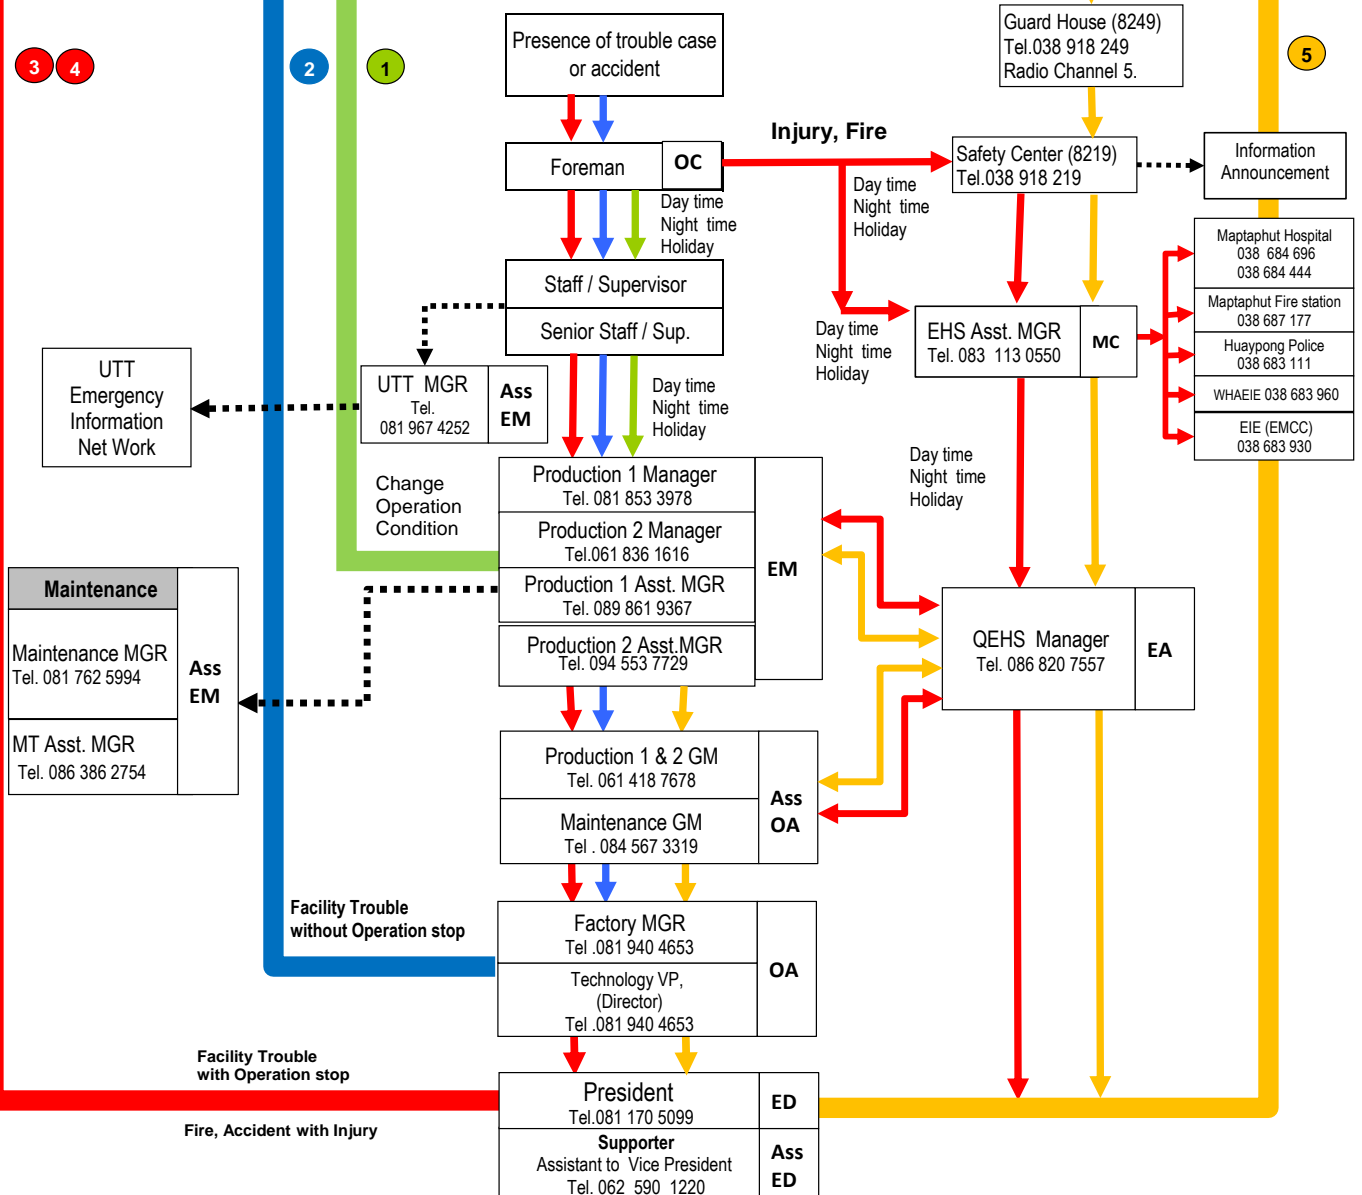 3
4
2
1
Presence of trouble case
or accident
Guard House (8249)
Tel.038 918 249
Radio Channel 5.
5
Injury, Fire
Foreman
OC
Safety Center (8219)
Tel.038 918 219
Information
Announcement
Day time
Night time
Holiday
Day time
Night time
Holiday
Maptaphut Hospital
038 684 696
038 684 444
Maptaphut Fire station
038 687 177
Huaypong Police
038 683 111
WHAEIE 038 683 960
EIE (EMCC)
038 683 930
Staff / Supervisor
Senior Staff / Sup.
EHS Asst. MGR
Tel. 083 113 0550
MC
Day time
Night time
Holiday
UTT
Emergency
Information
Net Work
UTT MGR
Tel.
081 967 4252
Ass
EM
Day time
Night time
Holiday
Day time
Night time
Holiday
Change
Operation
Condition
Production 1 Manager
Tel. 081 853 3978
Production 2 Manager
Tel.061 836 1616
Production 1 Asst. MGR
Tel. 089 861 9367
Production 2 Asst.MGR
Tel. 094 553 7729
EM
Maintenance
Maintenance MGR
Tel. 081 762 5994
MT Asst. MGR
Tel. 086 386 2754
Ass
EM
QEHS Manager
Tel. 086 820 7557
EA
Production 1 & 2 GM
Tel. 061 418 7678
Maintenance GM
Tel . 084 567 3319
Ass
OA
Facility Trouble
without Operation stop
Factory MGR
Tel .081 940 4653
Technology VP,
(Director)
Tel .081 940 4653
OA
Facility Trouble
with Operation stop
President
Tel.081 170 5099
ED
Fire, Accident with Injury
Supporter
Assistant to Vice President
Tel. 062 590 1220
Ass
ED